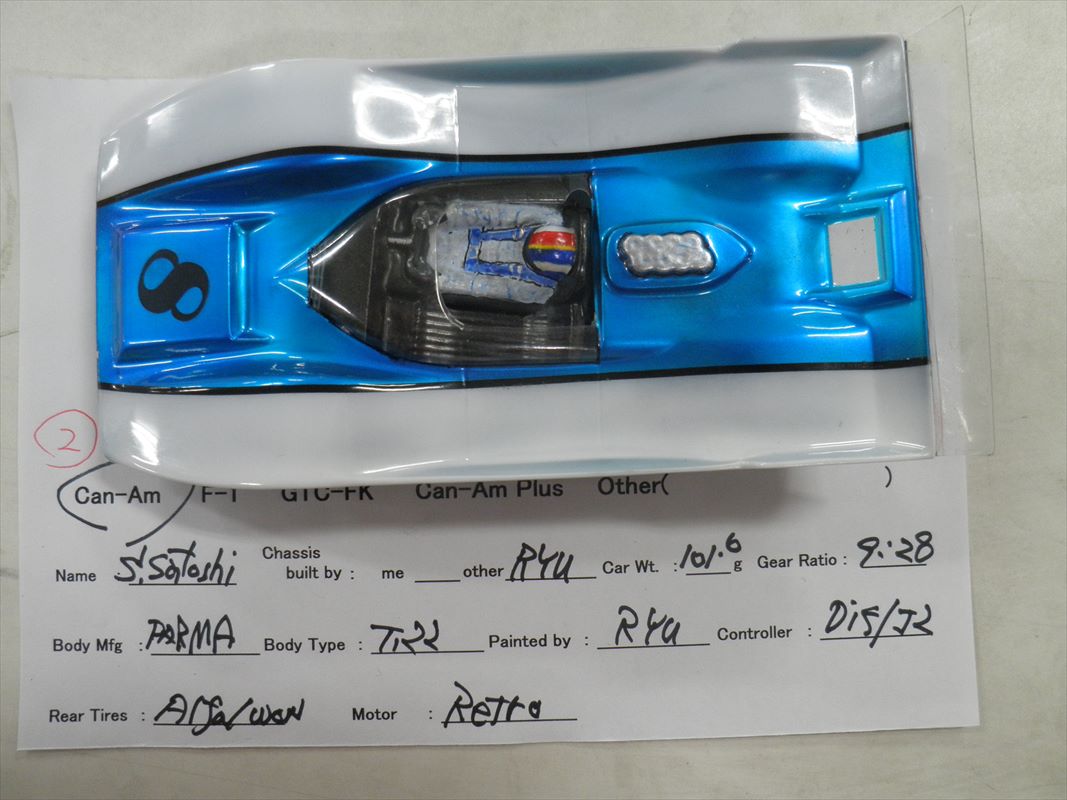 8
2
Can-Am F-1 GTC-FK Can-Am Plus Other( )
Name S.Satoshi Chassis built by : me ____ other RYU Car Wt. : 101.6 g Gear Ratio : 9:28
Body Mfg : PARMA Body Type : Ti22 Painted by : RYU Controller : Dis/J2
Rear Tires : Motor : Retro